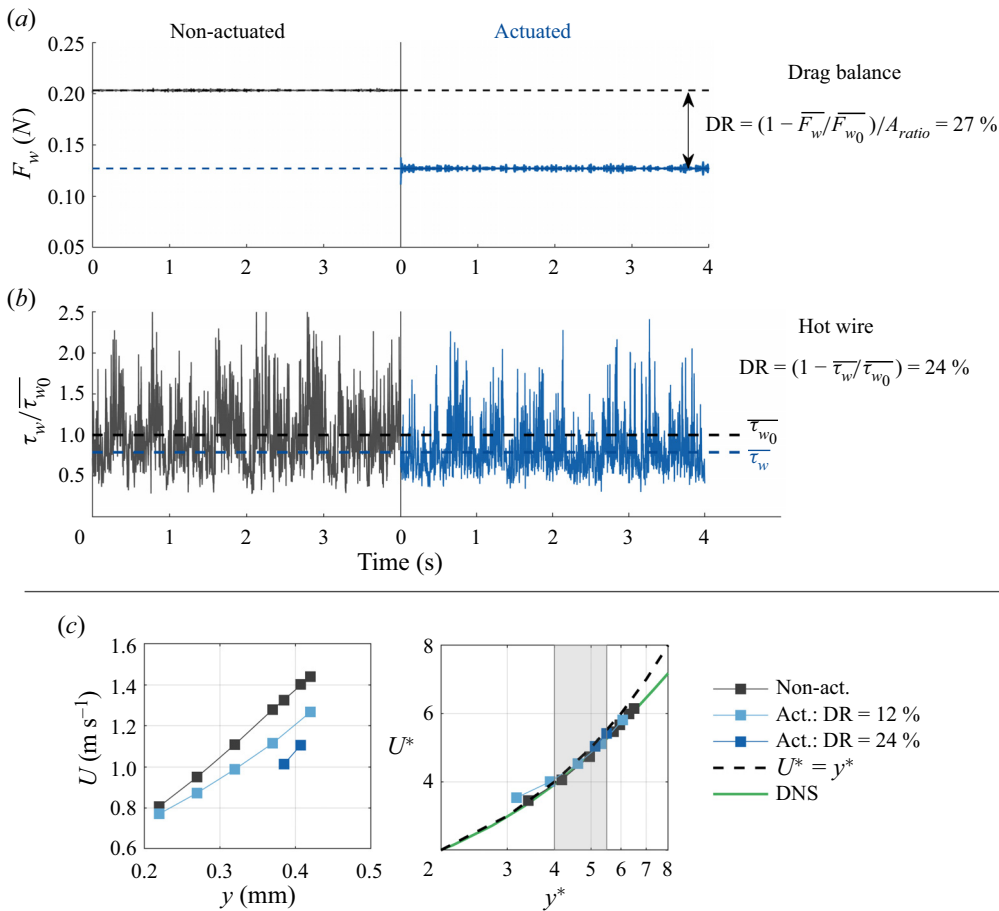 (a)
Non-actuated
Actuated
0.25
0.20
0.15
0.10
0.05
F_w (N)
0 1 2 3 0 1 2 3 4
Drag balance
DR = (1 − F̅_w/F̅_w0)/A_ratio = 27 %
(b)
2.5
2.0
1.5
1.0
0.5
τ_w/τ̅_w0
0 1 2 3 0 1 2 3 4
Time (s)
Hot wire
DR = (1 − τ̅_w/τ̅_w0) = 24 %
τ̅_w0
τ̅_w
(c)
1.6
1.4
1.2
1.0
0.8
0.6
U (m s⁻¹)
0.2 0.3 0.4 0.5
y (mm)
8
6
4
U*
2 3 4 5 6 7 8
y*
Non-act.
Act.: DR = 12 %
Act.: DR = 24 %
U* = y*
DNS